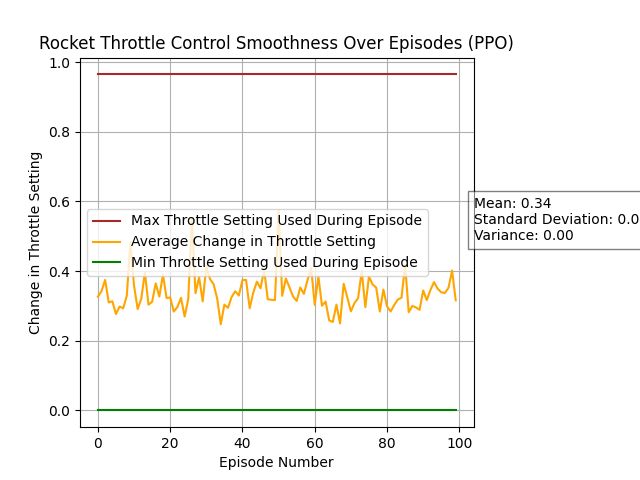 Rocket Throttle Control Smoothness Over Episodes (PPO)
1.0
0.8
0.6
0.4
0.2
0.0
Change in Throttle Setting
Max Throttle Setting Used During Episode
Average Change in Throttle Setting
Min Throttle Setting Used During Episode
Mean: 0.34
Standard Deviation: 0.0
Variance: 0.00
0 20 40 60 80 100
Episode Number